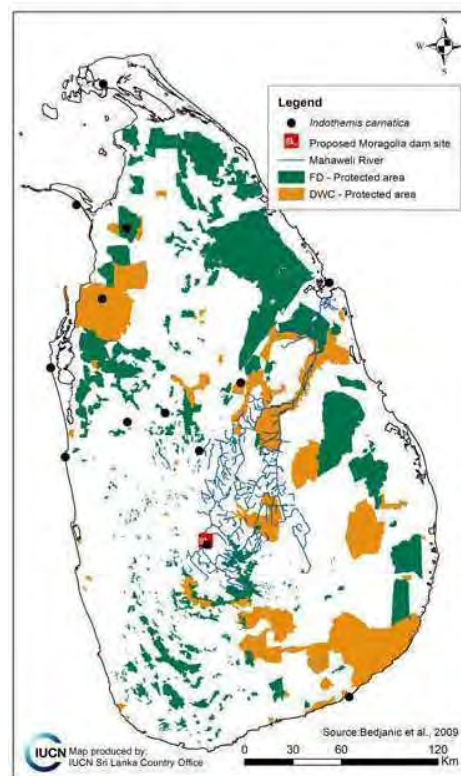 N
W E
S
Legend
Indothemis carnatica
Proposed Moragolla dam site
Mahaweli River
FD - Protected area
DWC - Protected area
Source:Bedjanic et al., 2009
IUCN
Map produced by:
IUCN Sri Lanka Country Office
0 30 60 120
Km